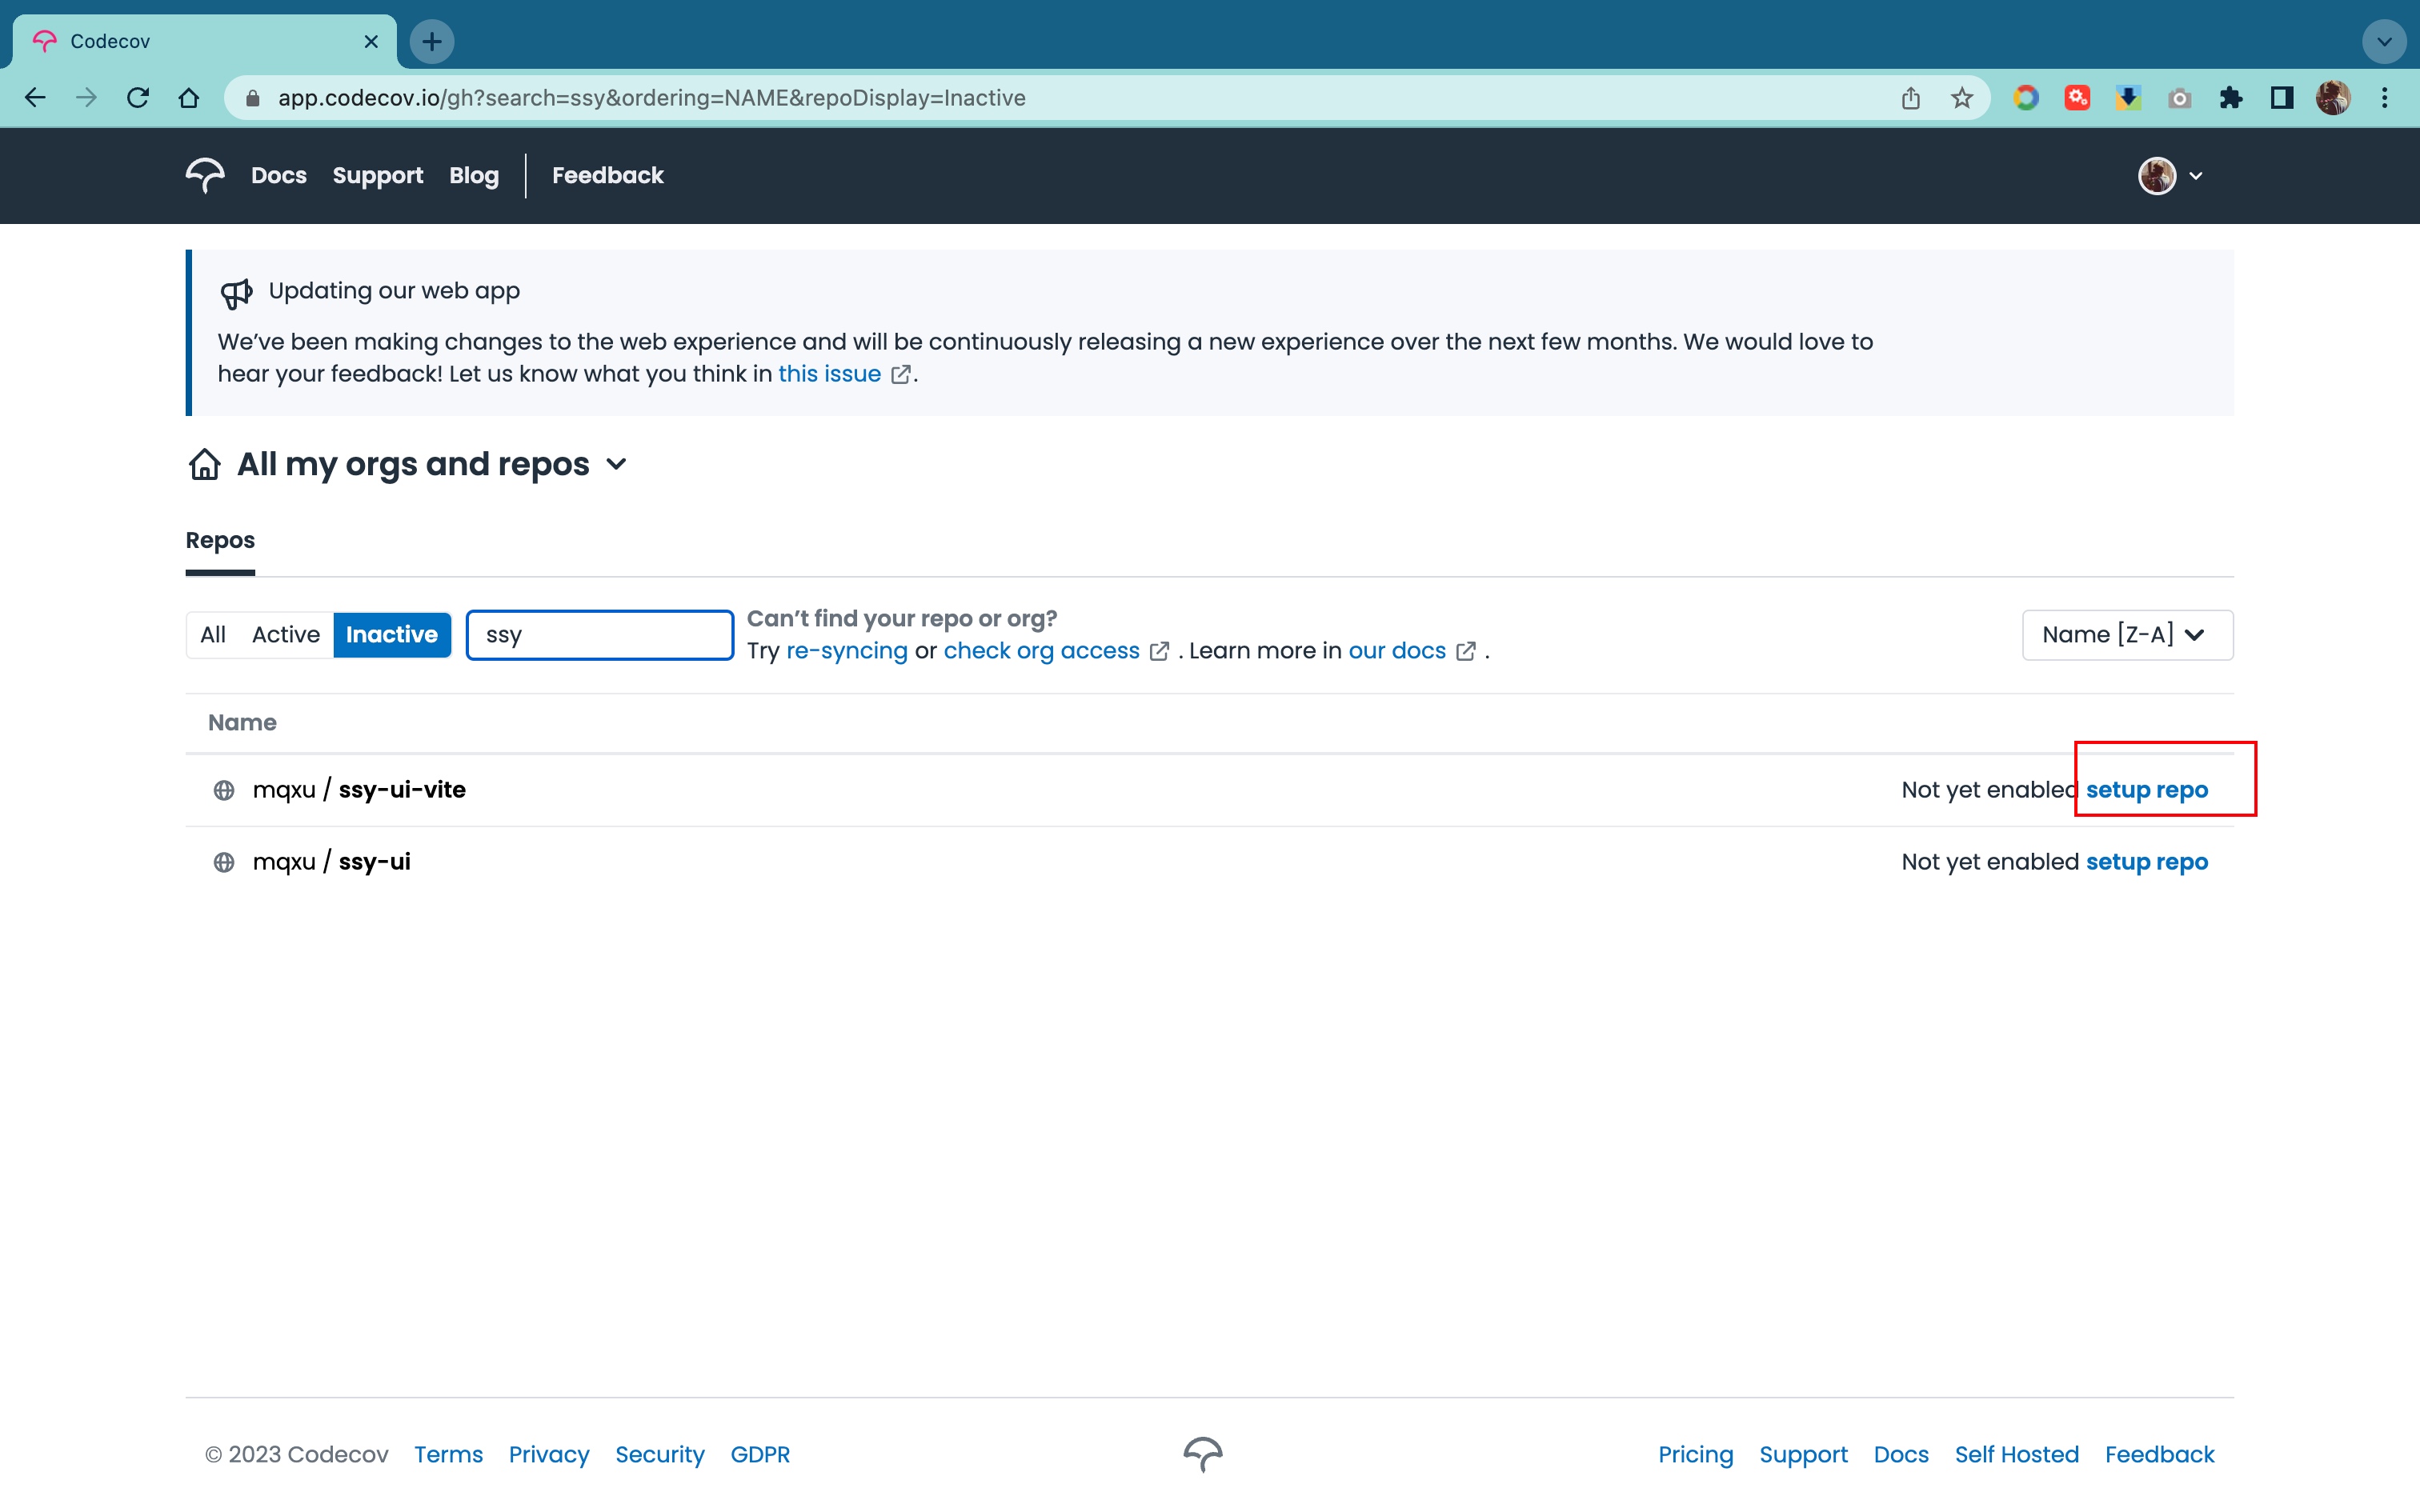 Codecov
app.codecov.io/gh?search=ssy&ordering=NAME&repoDisplay=Inactive
Docs Support Blog Feedback
Updating our web app
We’ve been making changes to the web experience and will be continuously releasing a new experience over the next few months. We would love to
hear your feedback! Let us know what you think in this issue .
All my orgs and repos
Repos
All Active Inactive ssy
Can’t find your repo or org?
Try re-syncing or check org access . Learn more in our docs .
Name [Z-A]
Name
mqxu / ssy-ui-vite Not yet enabled setup repo
mqxu / ssy-ui Not yet enabled setup repo
© 2023 Codecov Terms Privacy Security GDPR Pricing Support Docs Self Hosted Feedback